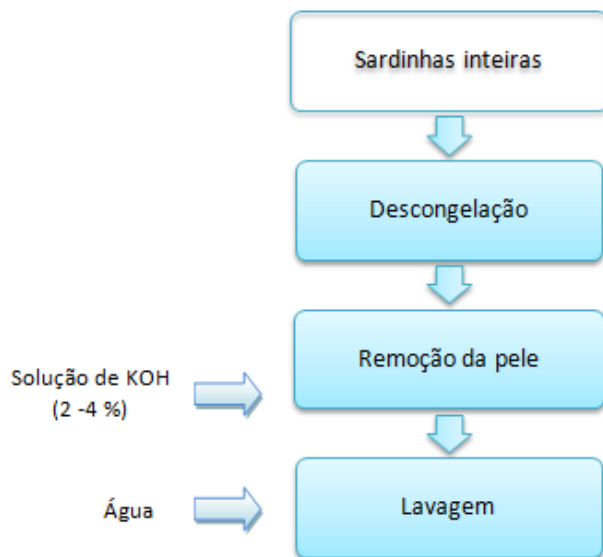 Sardinhas inteiras
Descongelação
Remoção da pele
Solução de KOH
(2 -4 %)
Lavagem
Água